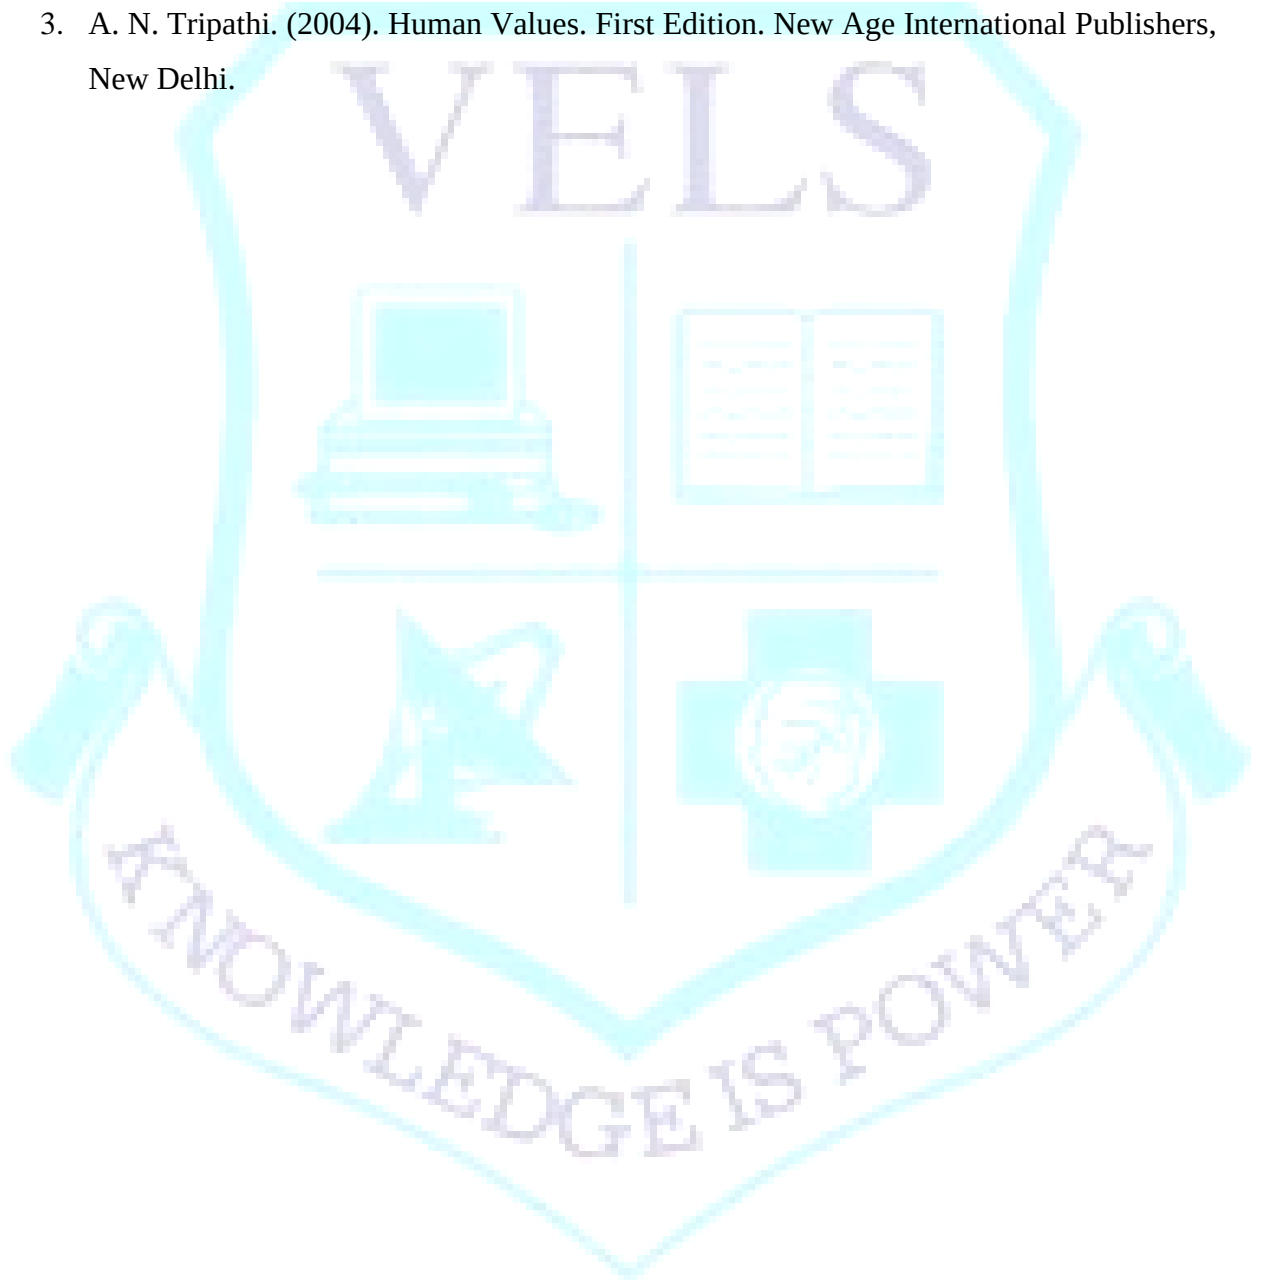 3. A. N. Tripathi. (2004). Human Values. First Edition. New Age International Publishers,
New Delhi.
VELS
KNOWLEDGE IS POWER